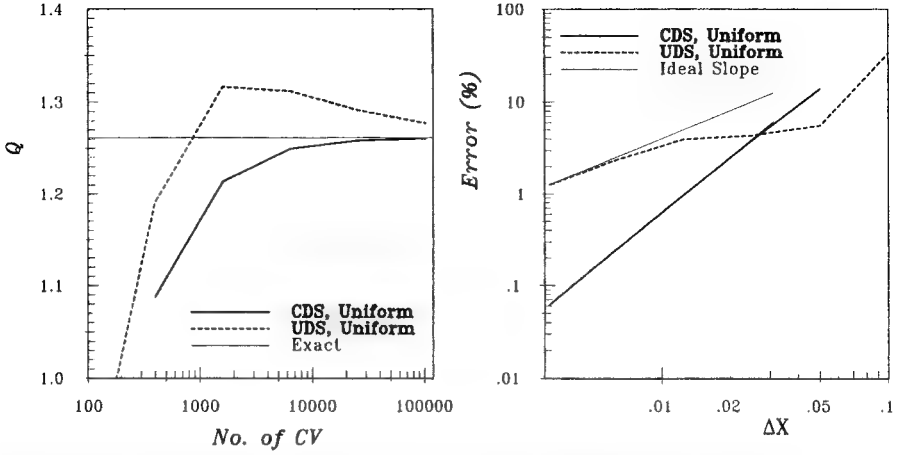 1.4
1.3
1.2
1.1
1.0
Q
100
1000
10000
100000
No. of CV
CDS, Uniform
UDS, Uniform
Exact
100
10
1
.1
.01
Error (%)
.01
.02
.05
.1
ΔX
CDS, Uniform
UDS, Uniform
Ideal Slope